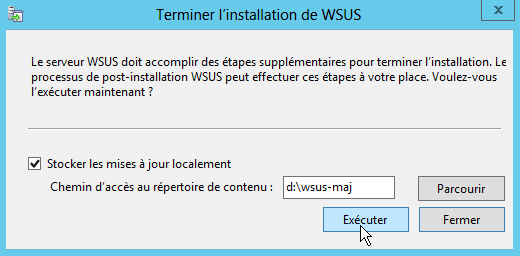 Terminer l'installation de WSUS
Le serveur WSUS doit accomplir des étapes supplémentaires pour terminer l'installation. Le
processus de post-installation WSUS peut effectuer ces étapes à votre place. Voulez-vous
l'exécuter maintenant ?
Stocker les mises à jour localement
Chemin d'accès au répertoire de contenu : d:\wsus-maj Parcourir
Exécuter Fermer